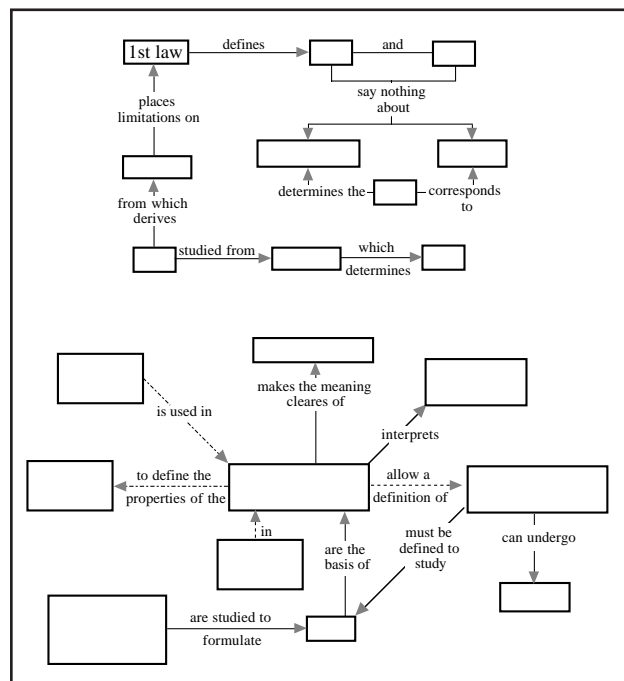 1st law
defines
and
say nothing
about
places
limitations on
determines the
corresponds
to
from which
derives
studied from
which
determines
makes the meaning
cleares of
is used in
interprets
to define the
properties of the
allow a
definition of
in
are the
basis of
must be
defined to
study
can undergo
are studied to
formulate